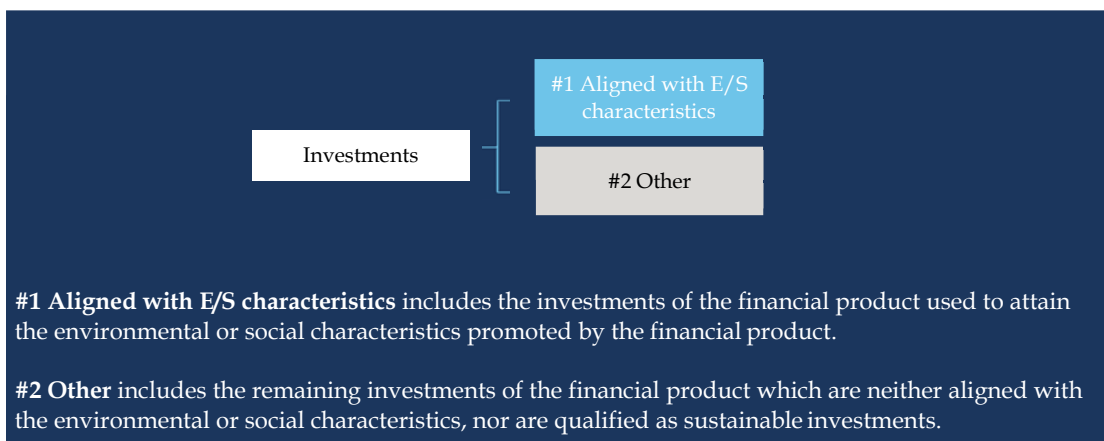 #1 Aligned with E/S
characteristics
Investments
#2 Other
#1 Aligned with E/S characteristics includes the investments of the financial product used to attain
the environmental or social characteristics promoted by the financial product.
#2 Other includes the remaining investments of the financial product which are neither aligned with
the environmental or social characteristics, nor are qualified as sustainable investments.